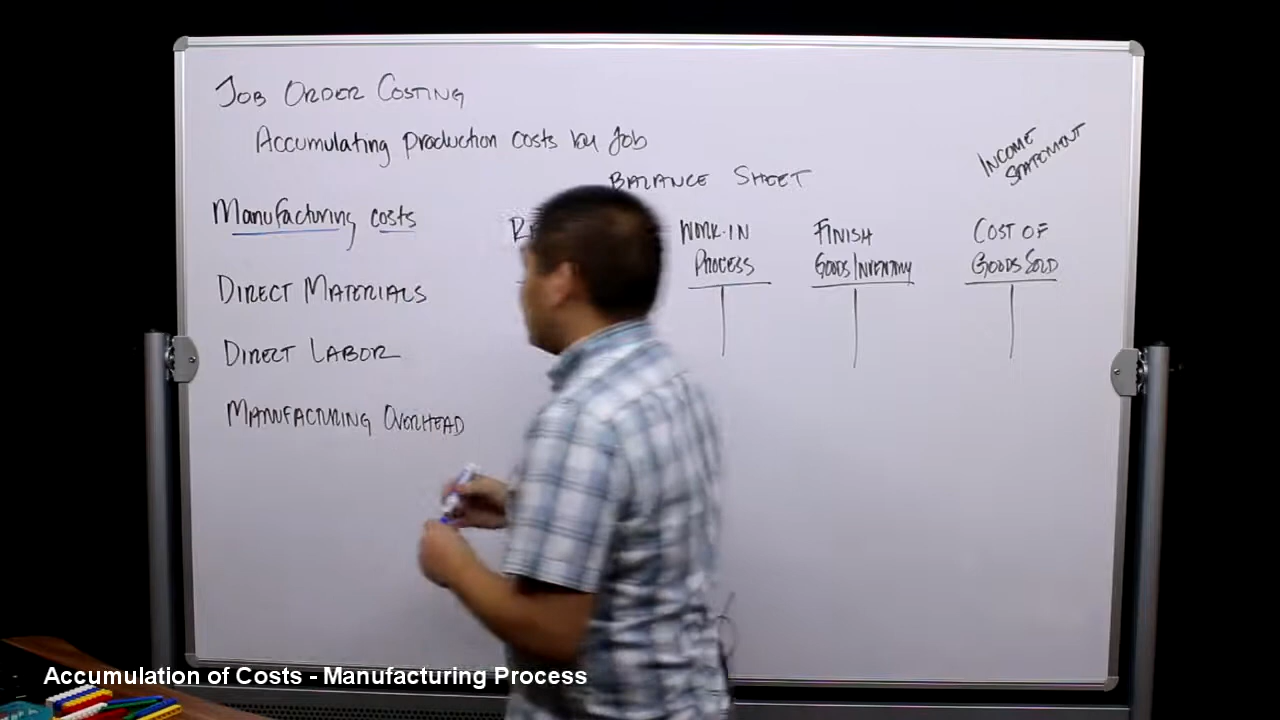 JOB ORDER COSTING
Accumulating production costs by Job
INCOME
STATEMENT
BALANCE SHEET
Manufacturing costs
WORK-IN
PROCESS
FINISH
GOODS INVENTORY
COST OF
GOODS SOLD
DIRECT MATERIALS
DIRECT LABOR
MANUFACTURING OVERHEAD
Accumulation of Costs - Manufacturing Process